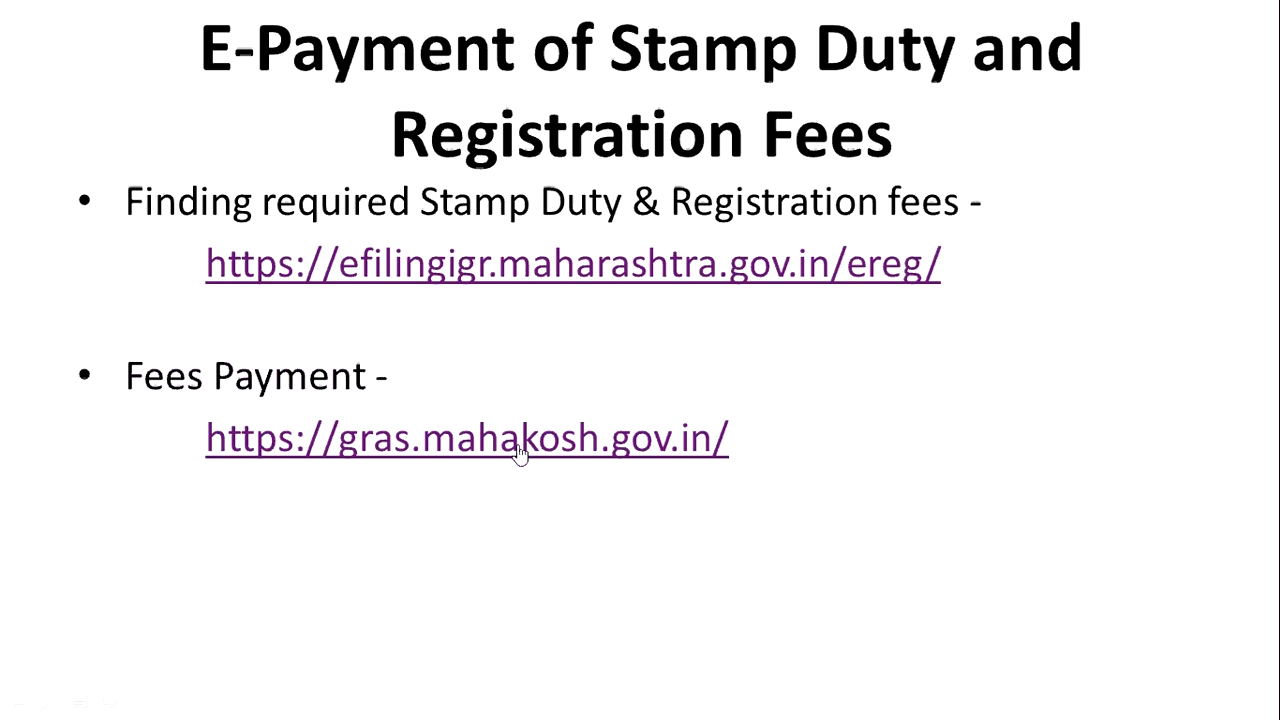 E-Payment of Stamp Duty and
Registration Fees
• Finding required Stamp Duty & Registration fees -
https://efilingigr.maharashtra.gov.in/ereg/
• Fees Payment -
https://gras.mahakosh.gov.in/